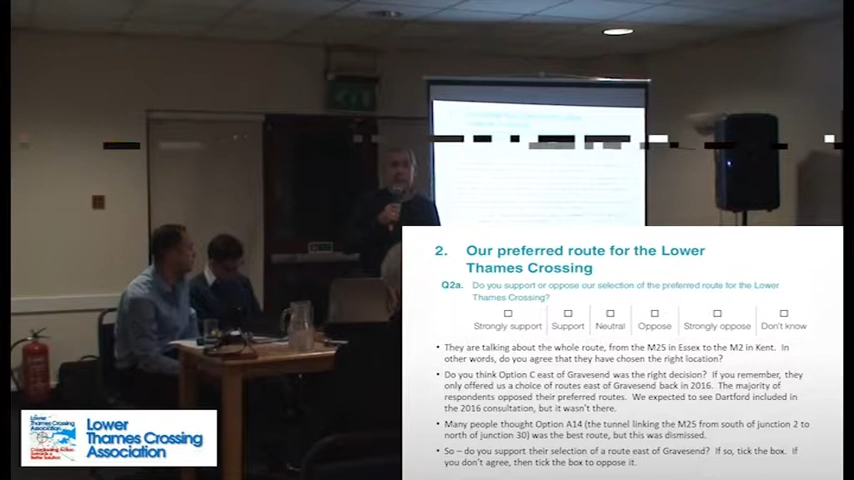 2. Our preferred route for the Lower
Thames Crossing
Q2a. Do you support or oppose our selection of the preferred route for the Lower
Thames Crossing?
Strongly support Support Neutral Oppose Strongly oppose Don't know
• They are talking about the whole route, from the M25 in Essex to the M2 in Kent. In
other words, do you agree that they have chosen the right location?
• Do you think Option C east of Gravesend was the right decision? If you remember, they
only offered us a choice of routes east of Gravesend back in 2016. The majority of
respondents opposed their preferred routes. We expected to see Dartford included in
the 2016 consultation, but it wasn't there.
• Many people thought Option A14 (the tunnel linking the M25 from south of junction 2 to
north of junction 30) was the best route, but this was dismissed.
• So – do you support their selection of a route east of Gravesend? If so, tick the box. If
you don't agree, then tick the box to oppose it.
Lower
Thames Crossing
Association
Lower
Thames Crossing
Association